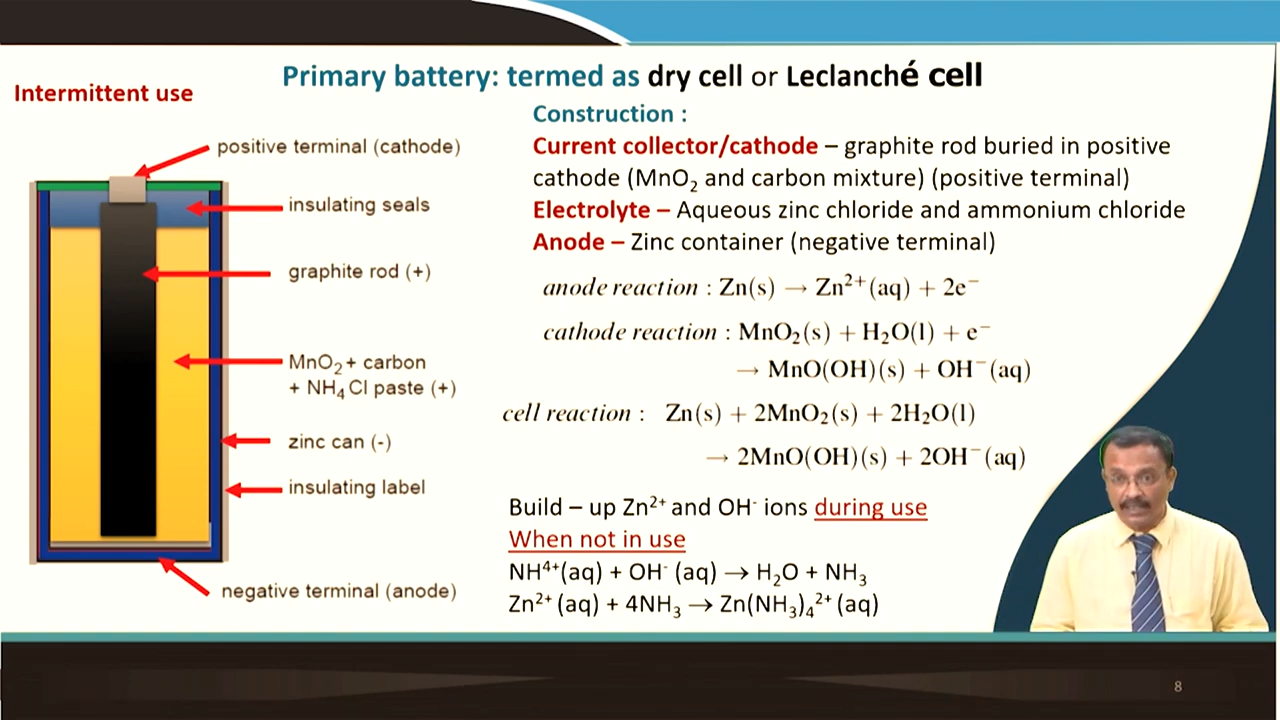 Primary battery: termed as dry cell or Leclanché cell
Intermittent use
positive terminal (cathode)
insulating seals
graphite rod (+)
MnO₂ + carbon
+ NH₄Cl paste (+)
zinc can (-)
insulating label
negative terminal (anode)
Construction :
Current collector/cathode – graphite rod buried in positive
cathode (MnO₂ and carbon mixture) (positive terminal)
Electrolyte – Aqueous zinc chloride and ammonium chloride
Anode – Zinc container (negative terminal)
anode reaction : Zn(s) → Zn²⁺(aq) + 2e⁻
cathode reaction : MnO₂(s) + H₂O(l) + e⁻
→ MnO(OH)(s) + OH⁻(aq)
cell reaction : Zn(s) + 2MnO₂(s) + 2H₂O(l)
→ 2MnO(OH)(s) + 2OH⁻(aq)
Build – up Zn²⁺ and OH⁻ ions during use
When not in use
NH⁴⁺(aq) + OH⁻ (aq) → H₂O + NH₃
Zn²⁺ (aq) + 4NH₃ → Zn(NH₃)₄²⁺ (aq)
8